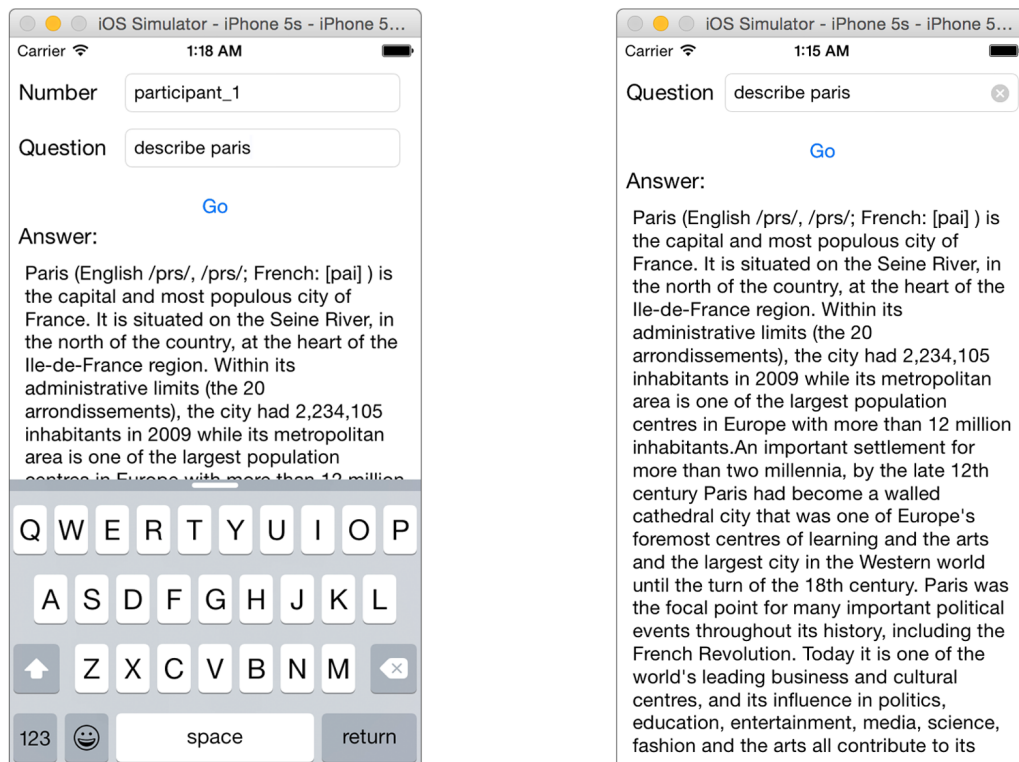 iOS Simulator - iPhone 5s - iPhone 5...
Carrier 1:18 AM
Number participant_1
Question describe paris
Go
Answer:
Paris (English /prs/, /prs/; French: [pai] ) is
the capital and most populous city of
France. It is situated on the Seine River, in
the north of the country, at the heart of the
Ile-de-France region. Within its
administrative limits (the 20
arrondissements), the city had 2,234,105
inhabitants in 2009 while its metropolitan
area is one of the largest population
centres in Europe with more than 12 million
Q W E R T Y U I O P
A S D F G H J K L
Z X C V B N M
123 space return
iOS Simulator - iPhone 5s - iPhone 5...
Carrier 1:15 AM
Question describe paris
Go
Answer:
Paris (English /prs/, /prs/; French: [pai] ) is
the capital and most populous city of
France. It is situated on the Seine River, in
the north of the country, at the heart of the
Ile-de-France region. Within its
administrative limits (the 20
arrondissements), the city had 2,234,105
inhabitants in 2009 while its metropolitan
area is one of the largest population
centres in Europe with more than 12 million
inhabitants.An important settlement for
more than two millennia, by the late 12th
century Paris had become a walled
cathedral city that was one of Europe's
foremost centres of learning and the arts
and the largest city in the Western world
until the turn of the 18th century. Paris was
the focal point for many important political
events throughout its history, including the
French Revolution. Today it is one of the
world's leading business and cultural
centres, and its influence in politics,
education, entertainment, media, science,
fashion and the arts all contribute to its